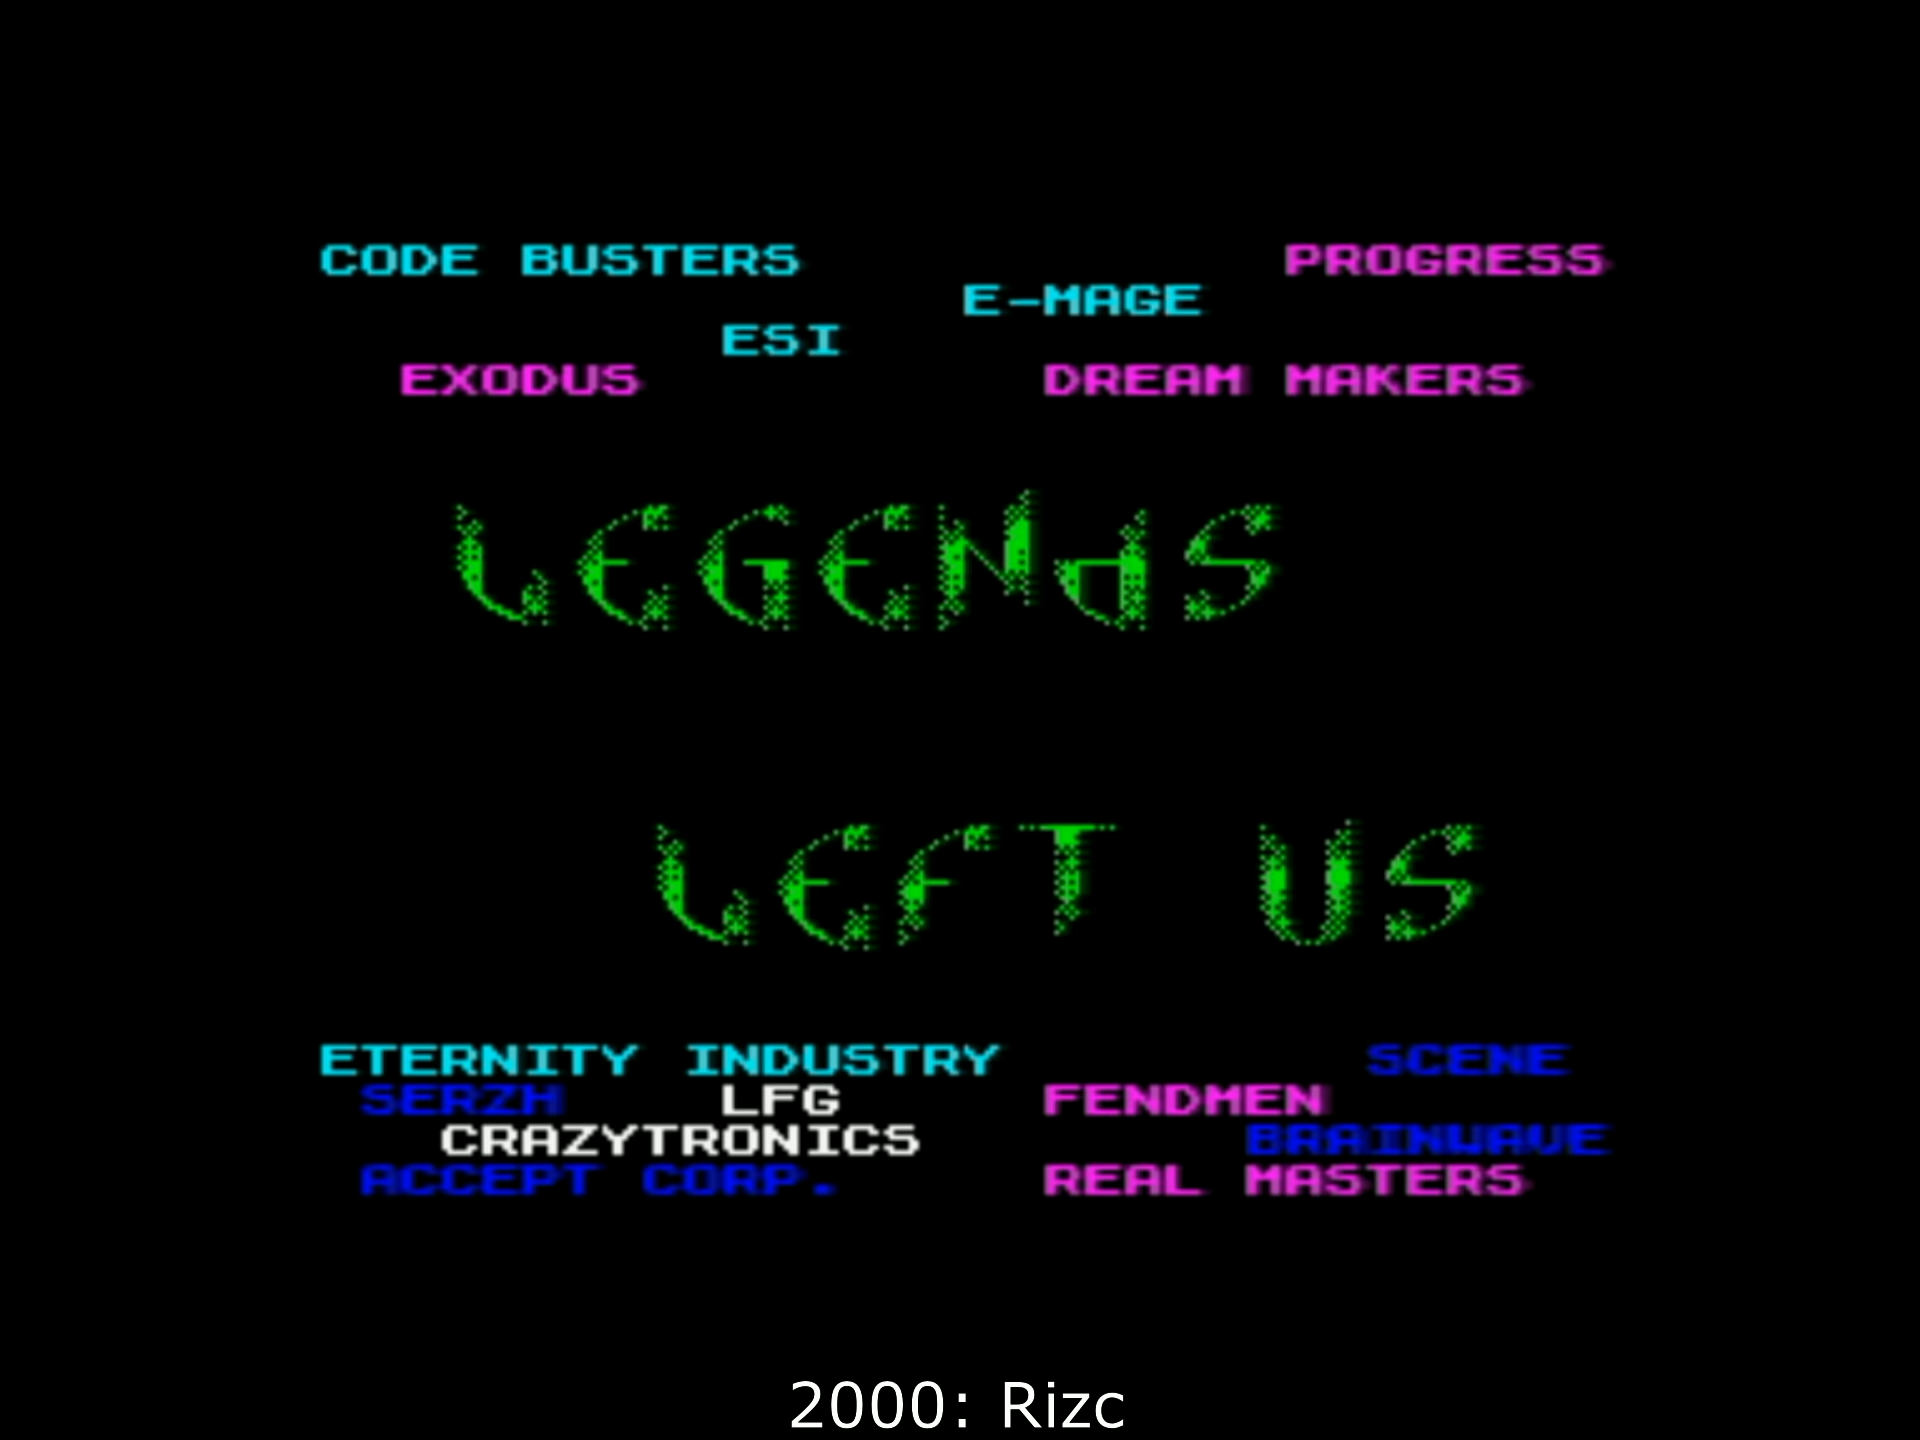 CODE BUSTERS PROGRESS
E-MAGE
ESI
EXODUS DREAM MAKERS
LEGENdS
LEFT US
ETERNITY INDUSTRY SCENE
SERZH LFG FENDMEN
CRAZYTRONICS BRAINWAVE
ACCEPT CORP. REAL MASTERS
2000: Rizc